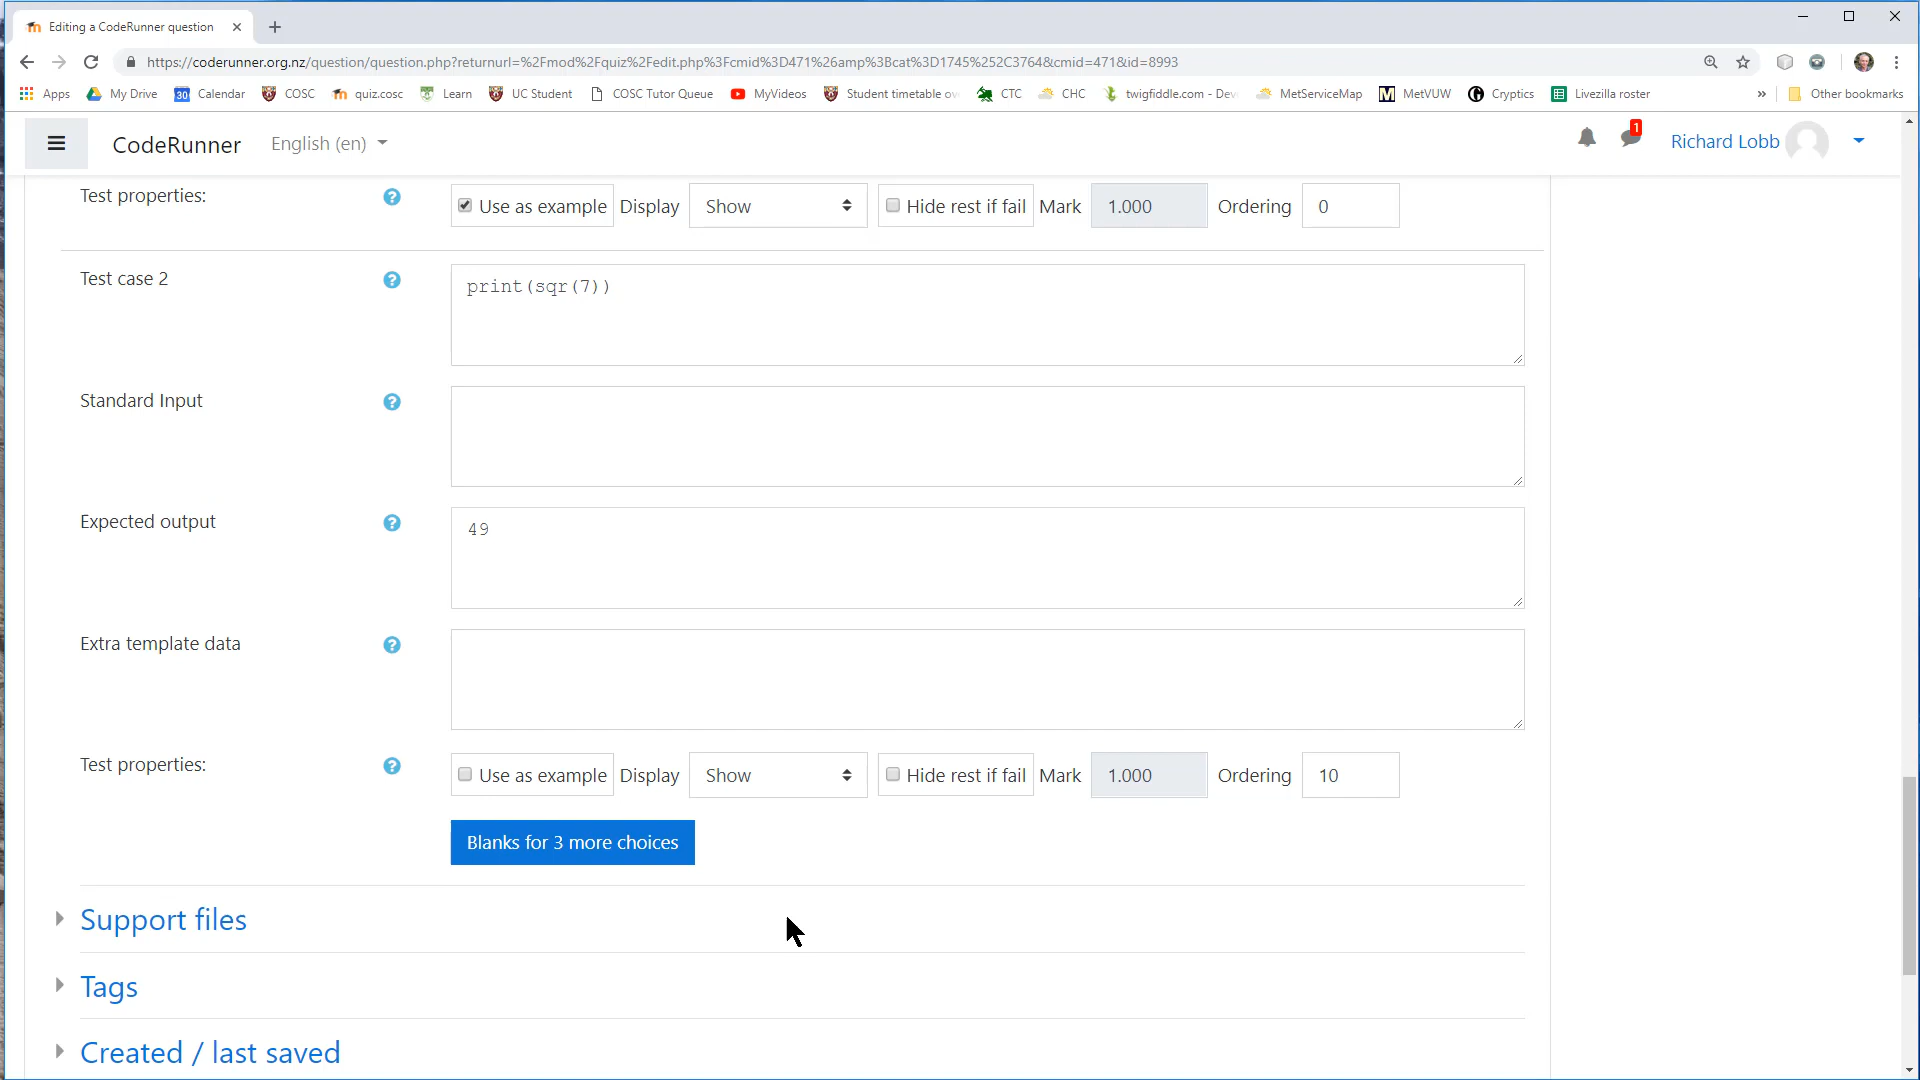 Editing a CodeRunner question
https://coderunner.org.nz/question/question.php?returnurl=%2Fmod%2Fquiz%2Fedit.php%3Fcmid%3D471%26amp%3Bcat%3D1745%252C3764&cmid=471&id=8993
Apps My Drive 30 Calendar COSC quiz.cosc Learn UC Student COSC Tutor Queue MyVideos Student timetable ov CTC CHC twigfiddle.com - Dev MetServiceMap M MetVUW Cryptics Livezilla roster » Other bookmarks
CodeRunner English (en) 1 Richard Lobb
Test properties: ? Use as example Display Show Hide rest if fail Mark 1.000 Ordering 0
Test case 2 ? print(sqr(7))
Standard Input ?
Expected output ? 49
Extra template data ?
Test properties: ? Use as example Display Show Hide rest if fail Mark 1.000 Ordering 10
Blanks for 3 more choices
Support files
Tags
Created / last saved